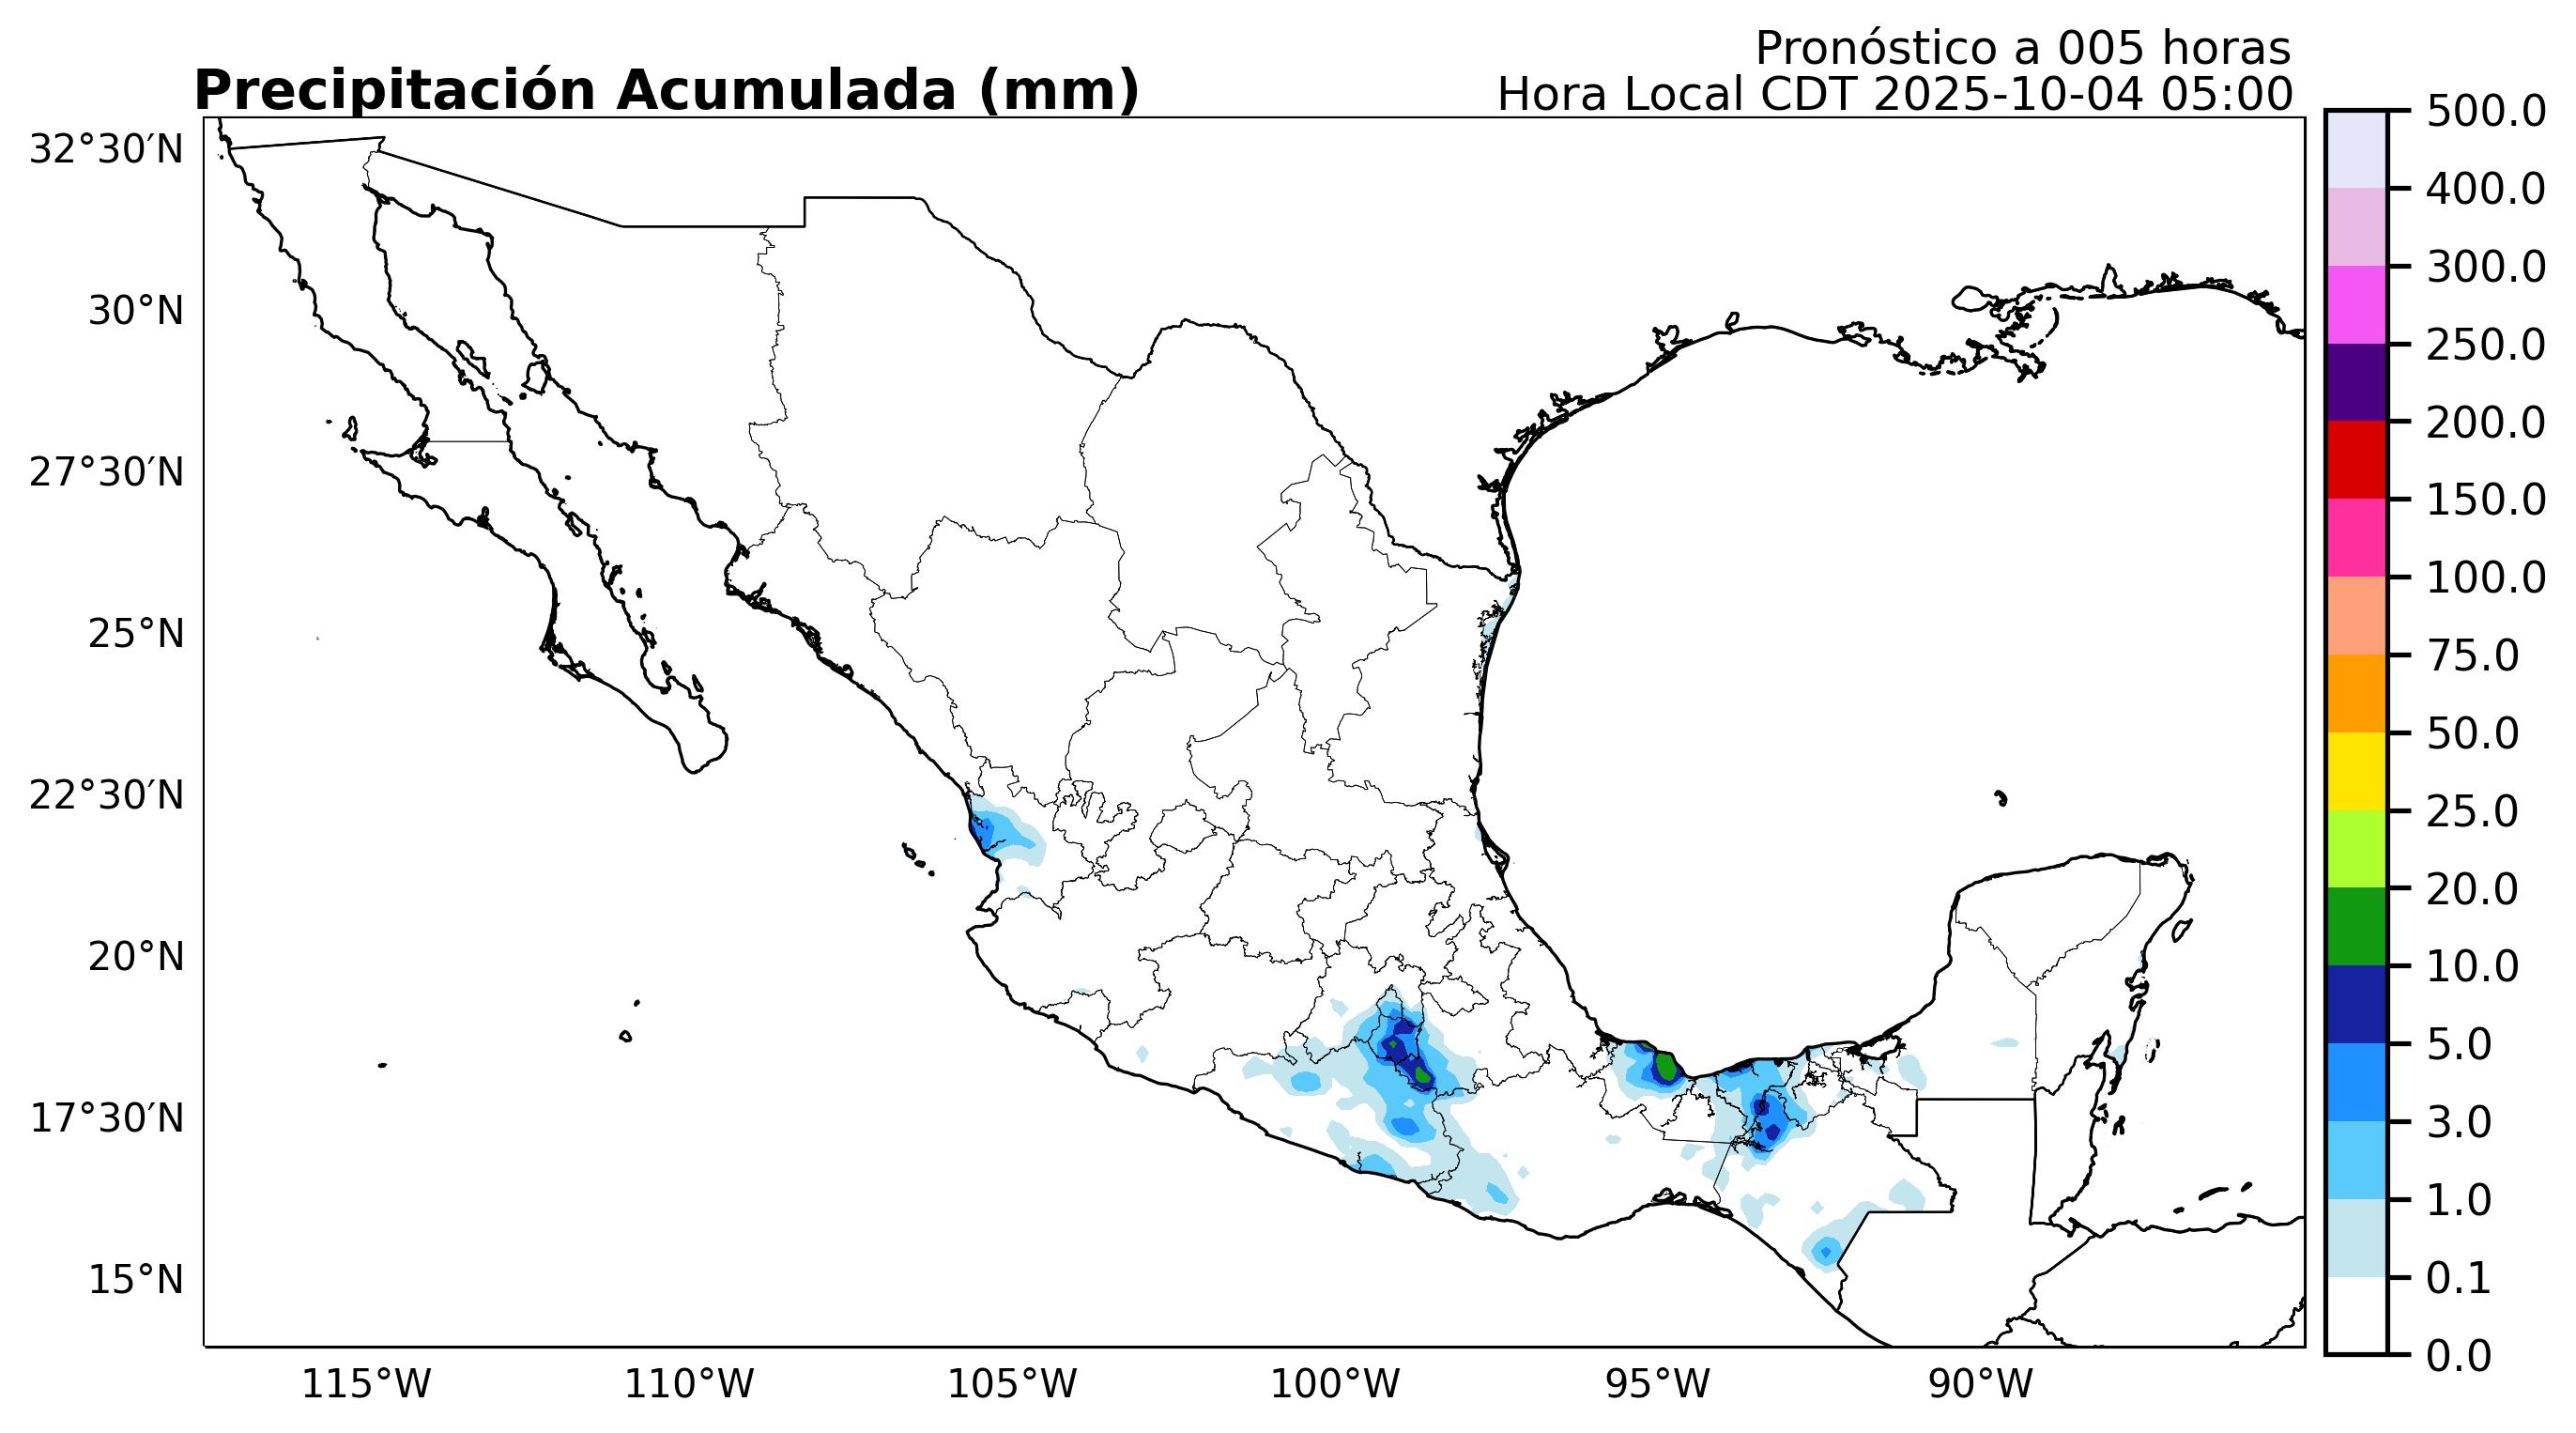 Pronóstico a 005 horas
Precipitación Acumulada (mm)
Hora Local CDT 2025-10-04 05:00
32°30′N
30°N
27°30′N
25°N
22°30′N
20°N
17°30′N
15°N
115°W
110°W
105°W
100°W
95°W
90°W
500.0
400.0
300.0
250.0
200.0
150.0
100.0
75.0
50.0
25.0
20.0
10.0
5.0
3.0
1.0
0.1
0.0